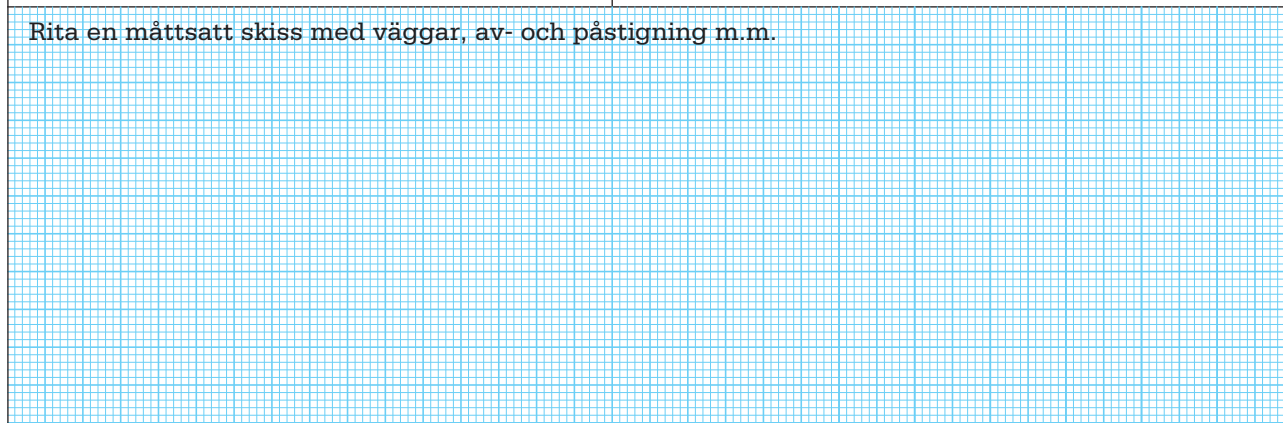 Rita en måttsatt skiss med väggar, av- och påstigning m.m.